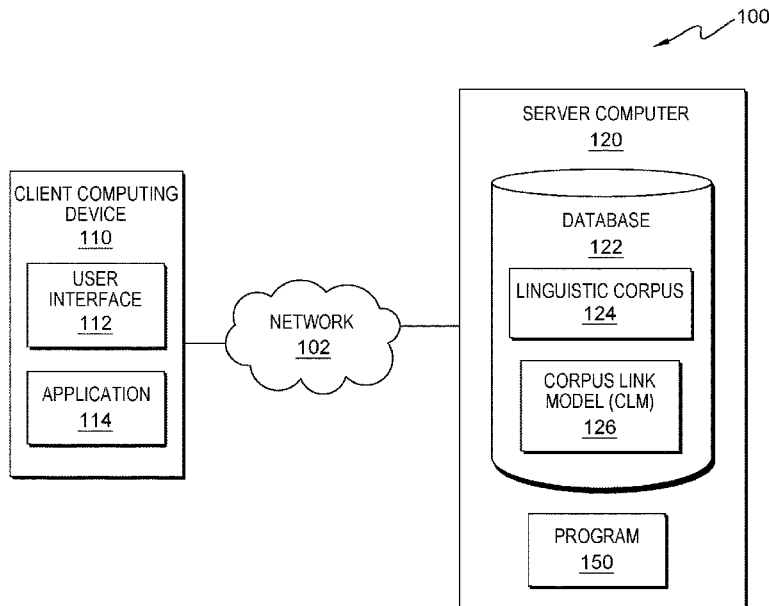 100
CLIENT COMPUTING
DEVICE
110
USER
INTERFACE
112
APPLICATION
114
NETWORK
102
SERVER COMPUTER
120
DATABASE
122
LINGUISTIC CORPUS
124
CORPUS LINK
MODEL (CLM)
126
PROGRAM
150